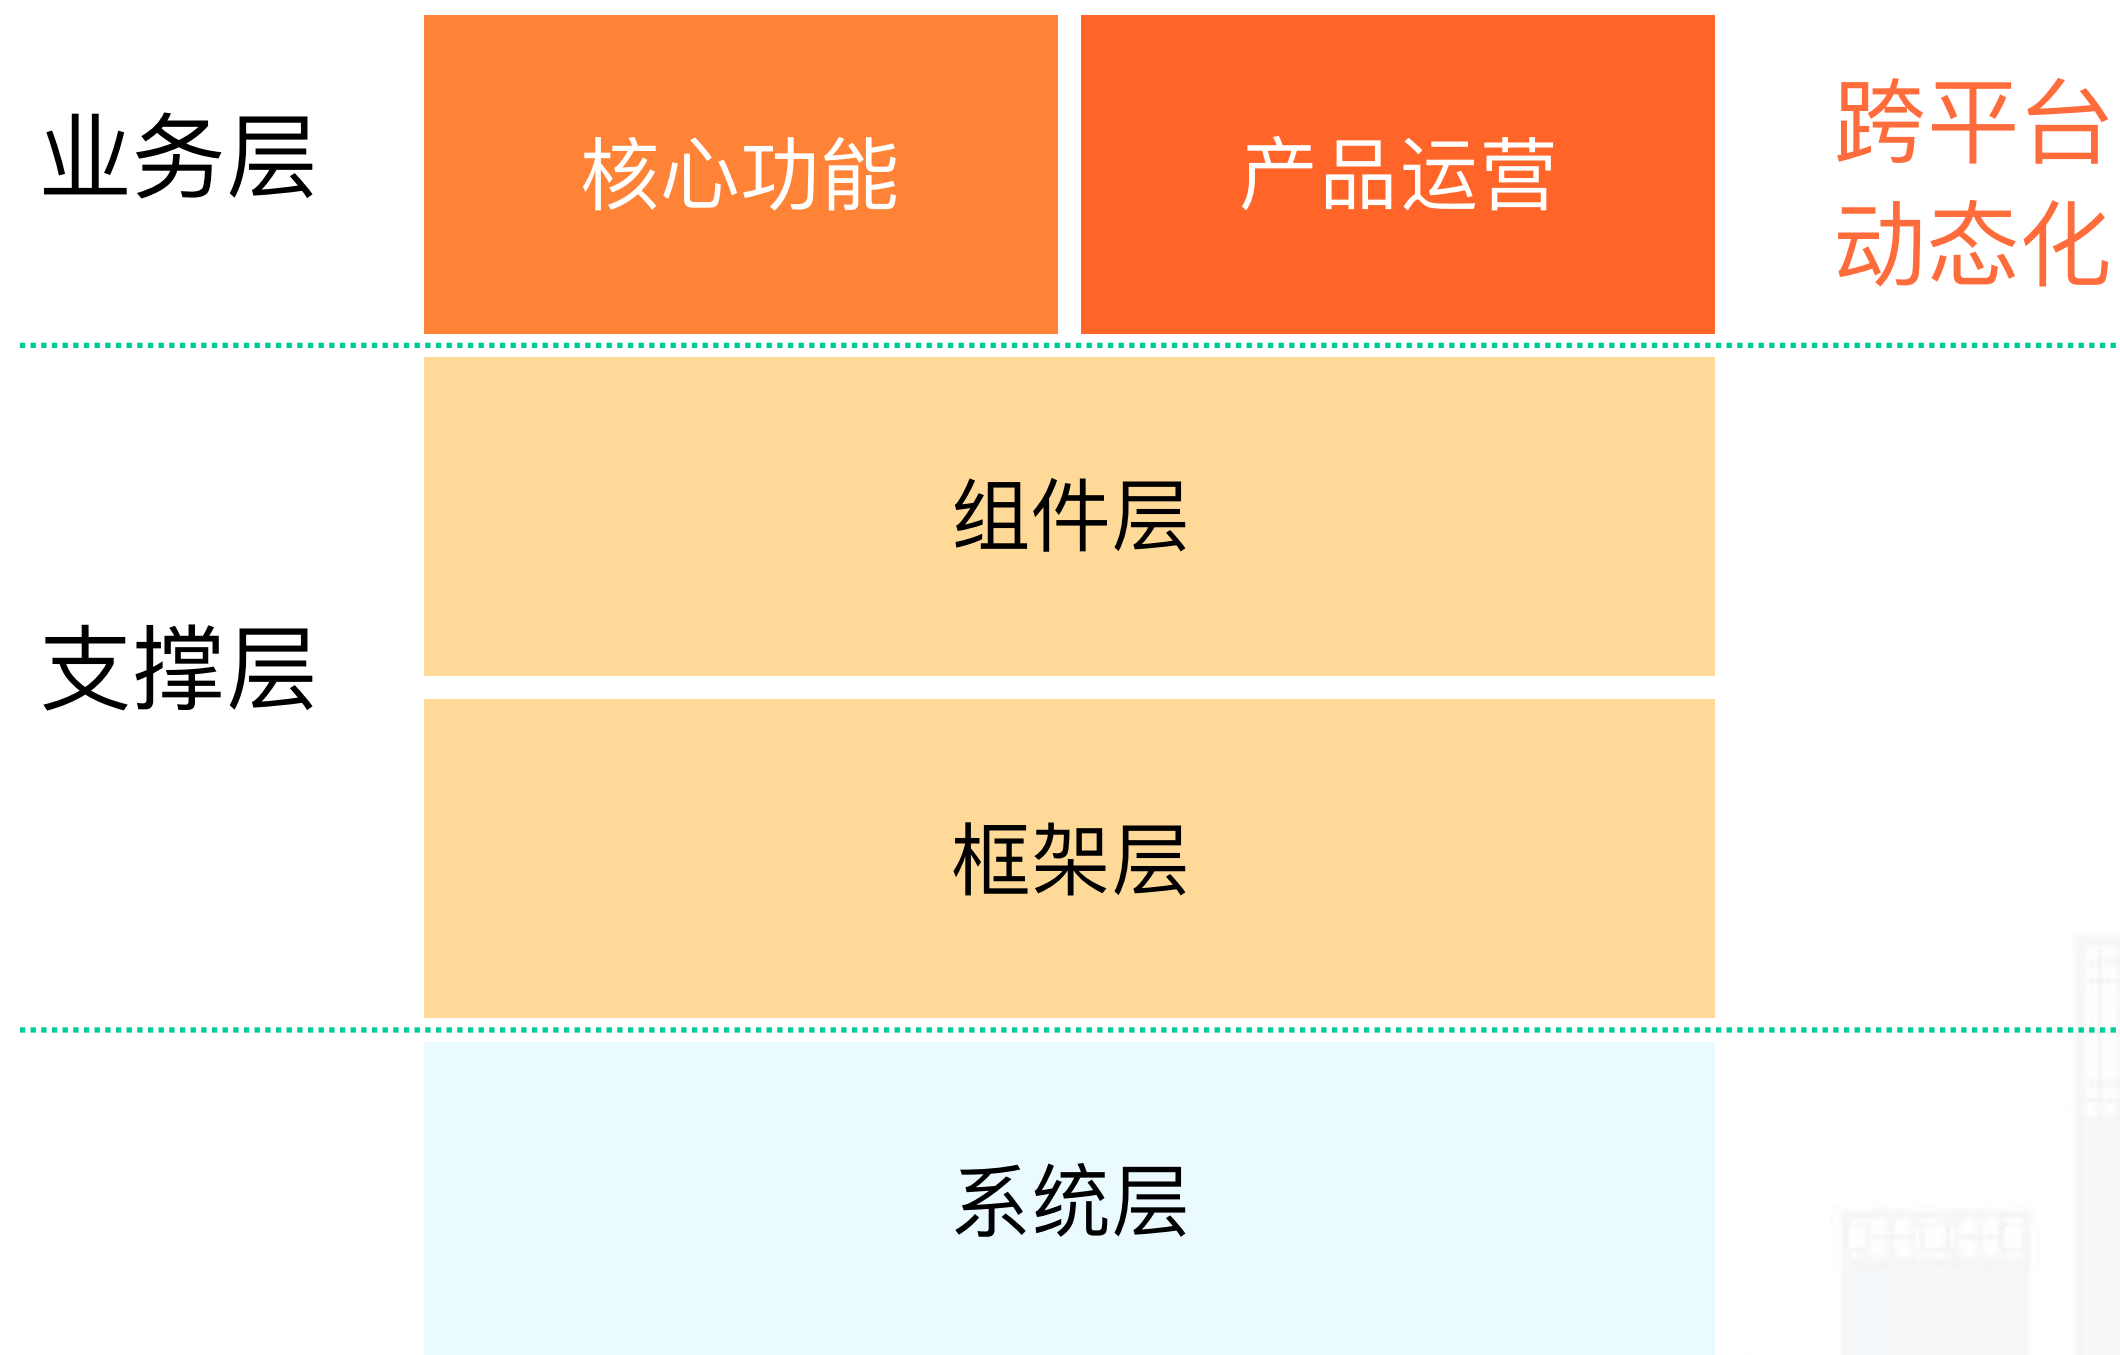 业务层
核心功能
产品运营
跨平台
动态化
支撑层
组件层
框架层
系统层